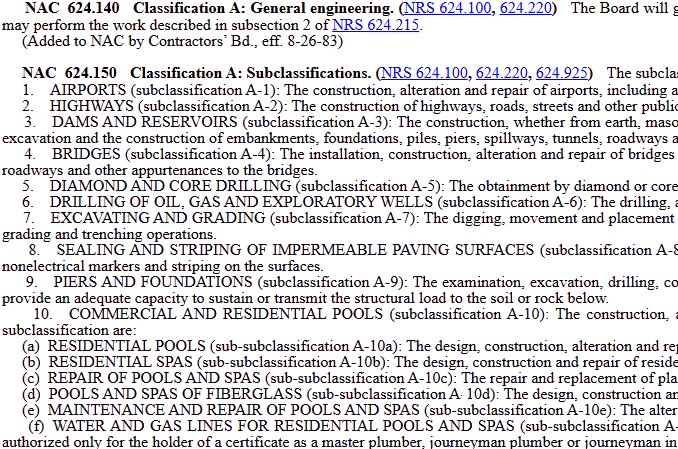 NAC 624.140 Classification A: General engineering. (NRS 624.100, 624.220) The Board will
may perform the work described in subsection 2 of NRS 624.215.
(Added to NAC by Contractors' Bd., eff. 8-26-83)
NAC 624.150 Classification A: Subclassifications. (NRS 624.100, 624.220, 624.925) The
1. AIRPORTS (subclassification A-1): The construction, alteration and repair of airports, including
2. HIGHWAYS (subclassification A-2): The construction of highways, roads, streets and other
3. DAMS AND RESERVOIRS (subclassification A-3): The construction, whether from earth,
excavation and the construction of embankments, foundations, piles, piers, spillways, tunnels, roadways
4. BRIDGES (subclassification A-4): The installation, construction, alteration and repair of bridges
roadways and other appurtenances to the bridges.
5. DIAMOND AND CORE DRILLING (subclassification A-5): The obtainment by diamond or core
6. DRILLING OF OIL, GAS AND EXPLORATORY WELLS (subclassification A-6): The drilling,
7. EXCAVATING AND GRADING (subclassification A-7): The digging, movement and placement
grading and trenching operations.
8. SEALING AND STRIPING OF IMPERMEABLE PAVING SURFACES (subclassification A-8
nonelectrical markers and striping on the surfaces.
9. PIERS AND FOUNDATIONS (subclassification A-9): The examination, excavation, drilling,
provide an adequate capacity to sustain or transmit the structural load to the soil or rock below.
10. COMMERCIAL AND RESIDENTIAL POOLS (subclassification A-10): The construction,
subclassification are:
(a) RESIDENTIAL POOLS (sub-subclassification A-10a): The design, construction, alteration and
(b) RESIDENTIAL SPAS (sub-subclassification A-10b): The design, construction and repair of
(c) REPAIR OF POOLS AND SPAS (sub-subclassification A-10c): The repair and replacement of
(d) POOLS AND SPAS OF FIBERGLASS (sub-subclassification A-10d): The design, construction
(e) MAINTENANCE AND REPAIR OF POOLS AND SPAS (sub-subclassification A-10e): The
(f) WATER AND GAS LINES FOR RESIDENTIAL POOLS AND SPAS (sub-subclassification A-
authorized only for the holder of a certificate as a master plumber, journeyman plumber or journeyman in